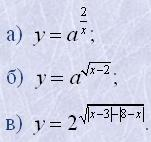 а) y = a^{2/x};
б) y = a^{√(x−2)};
в) y = 2^{√(|x−3|−|8−x|)}.